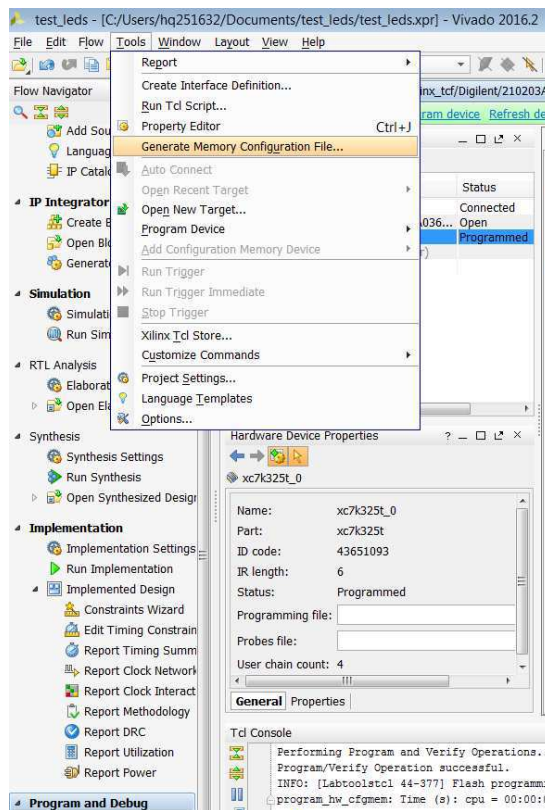 test_leds - [C:/Users/hq251632/Documents/test_leds/test_leds.xpr] - Vivado 2016.2
File Edit Flow Tools Window Layout View Help
Flow Navigator
Add Sou
Languag
IP Catalo
IP Integrator
Create B
Open Blo
Generate
Simulation
Simulati
Run Sim
RTL Analysis
Elaborat
Open Ela
Synthesis
Synthesis Settings
Run Synthesis
Open Synthesized Design
Implementation
Implementation Settings
Run Implementation
Implemented Design
Constraints Wizard
Edit Timing Constrain
Report Timing Summ
Report Clock Network
Report Clock Interact
Report Methodology
Report DRC
Report Utilization
Report Power
Program and Debug
Report
Create Interface Definition...
Run Tcl Script...
Property Editor Ctrl+J
Generate Memory Configuration File...
Auto Connect
Open Recent Target
Open New Target...
Program Device
Add Configuration Memory Device
Run Trigger
Run Trigger Immediate
Stop Trigger
Xilinx Tcl Store...
Customize Commands
Project Settings...
Language Templates
Options...
inx_tcf/Digilent/210203A
ram device Refresh de
Status
Connected
A036... Open
Programmed
r)
Hardware Device Properties
xc7k325t_0
Name: xc7k325t_0
Part: xc7k325t
ID code: 43651093
IR length: 6
Status: Programmed
Programming file:
Probes file:
User chain count: 4
General Properties
Tcl Console
Performing Program and Verify Operations.
Program/Verify Operation successful.
INFO: [Labtoolstcl 44-377] Flash programmi
program_hw_cfgmem: Time (s): cpu = 00:00: